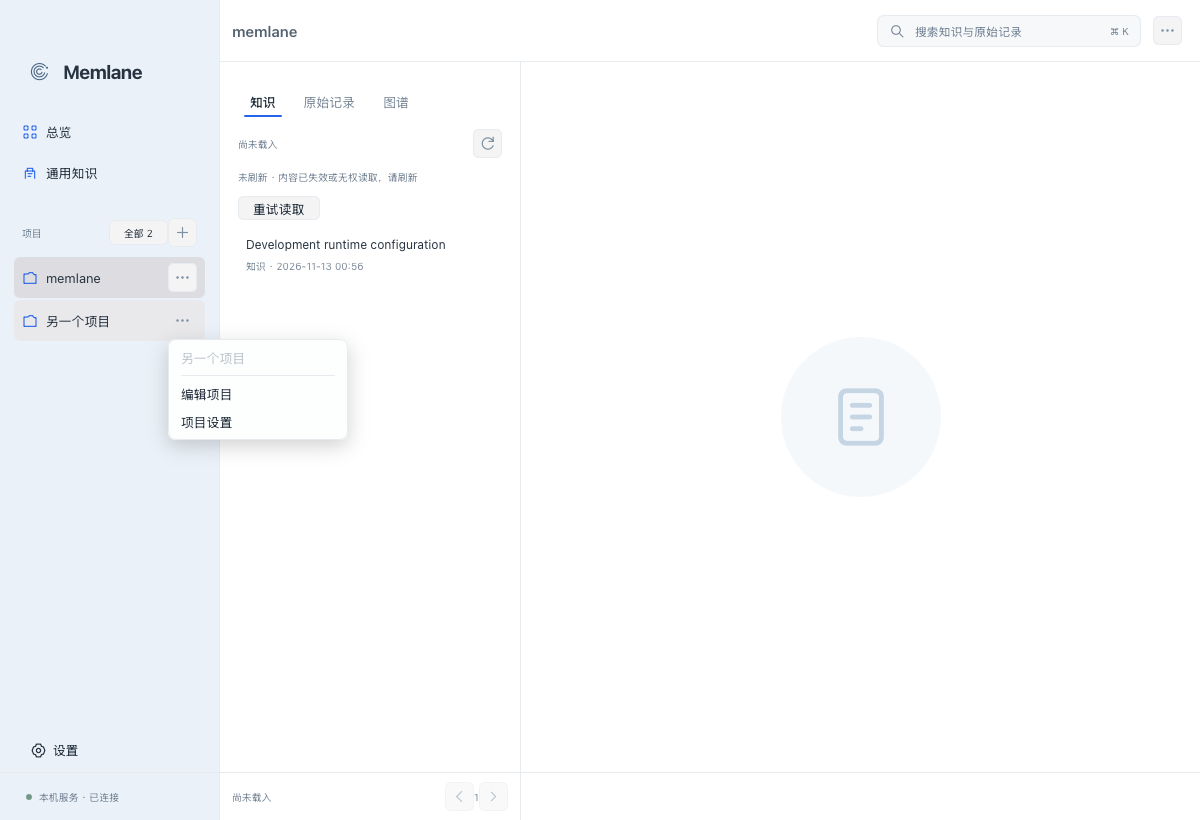 memlane
搜索知识与原始记录
⌘ K
Memlane
总览
通用知识
项目
全部 2
memlane
另一个项目
另一个项目
编辑项目
项目设置
设置
本机服务 · 已连接
知识
原始记录
图谱
尚未载入
未刷新 · 内容已失效或无权读取，请刷新
重试读取
Development runtime configuration
知识 · 2026-11-13 00:56
尚未载入
1